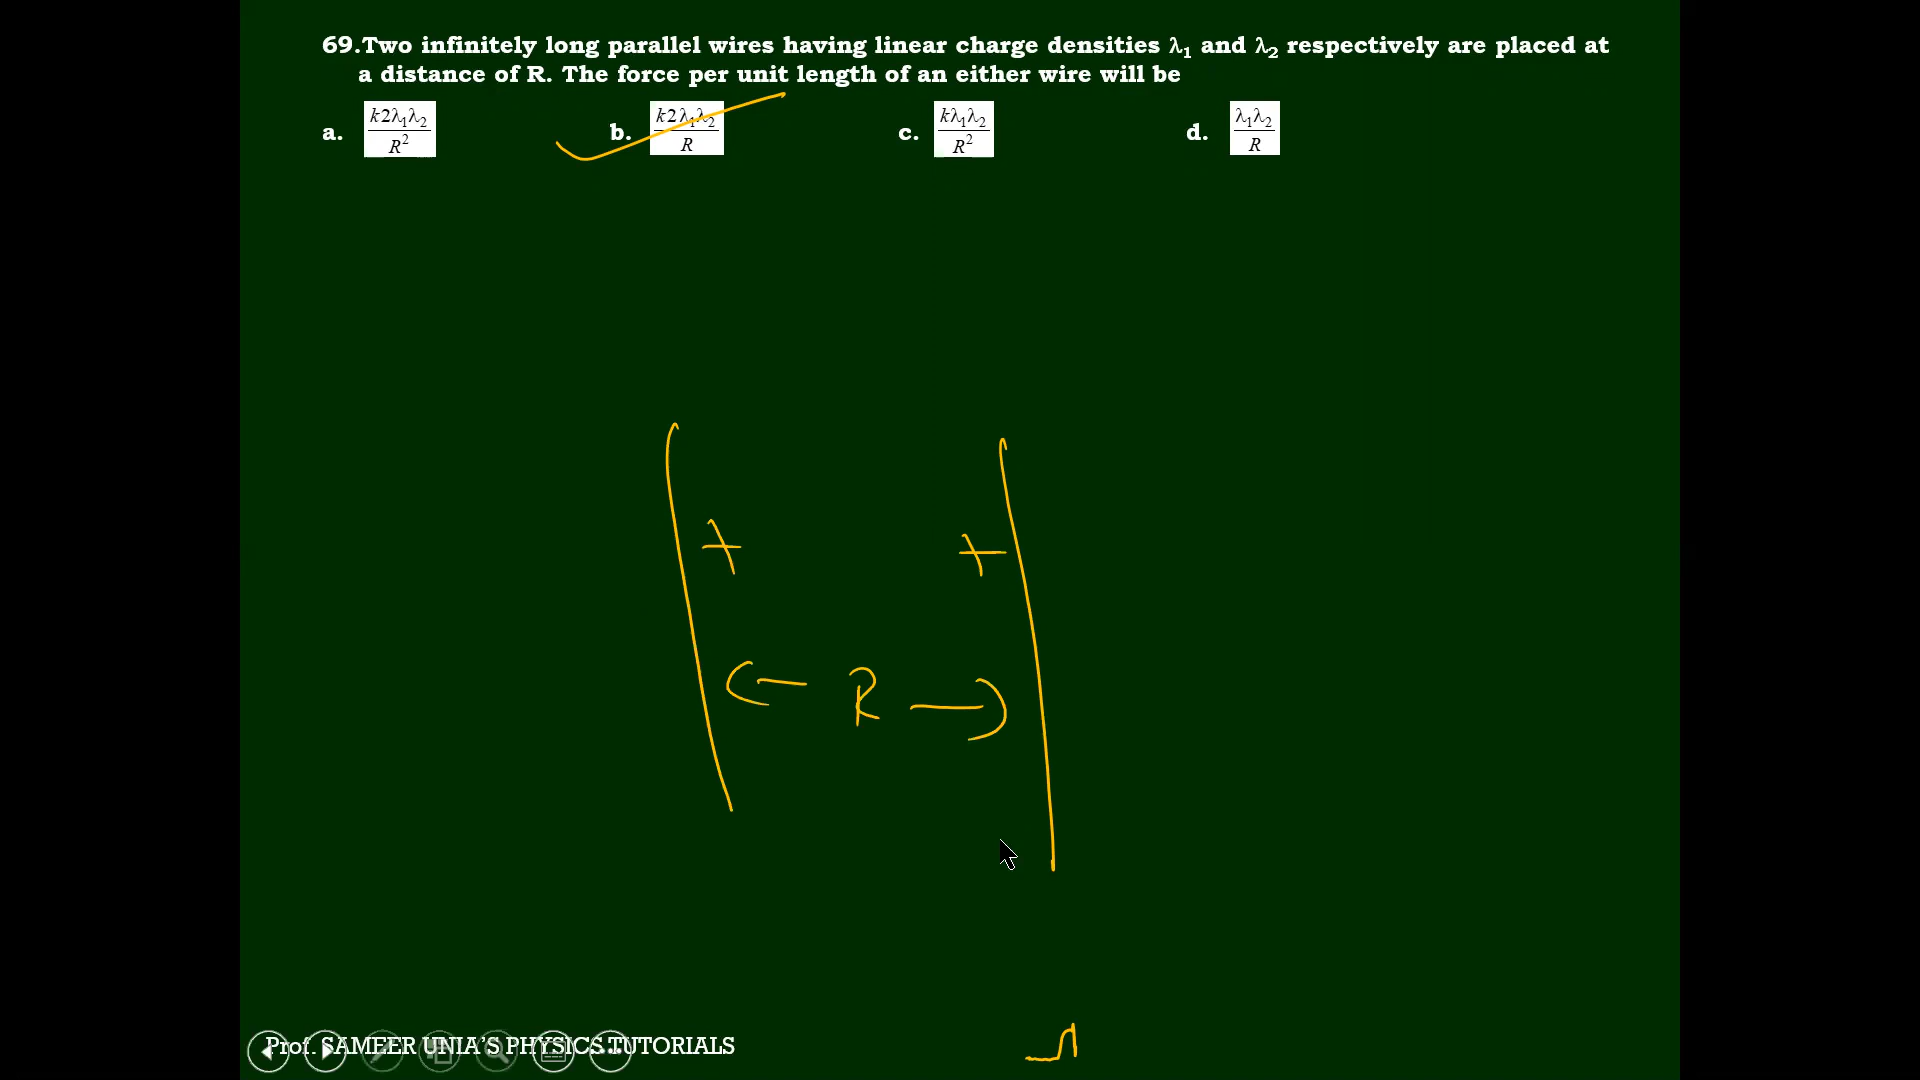 69.Two infinitely long parallel wires having linear charge densities λ₁ and λ₂ respectively are placed at
a distance of R. The force per unit length of an either wire will be
a. k2λ₁λ₂/R² b. k2λ₁λ₂/R c. kλ₁λ₂/R² d. λ₁λ₂/R
+ +
R
Prof. SAMEER UNIA'S PHYSICS TUTORIALS